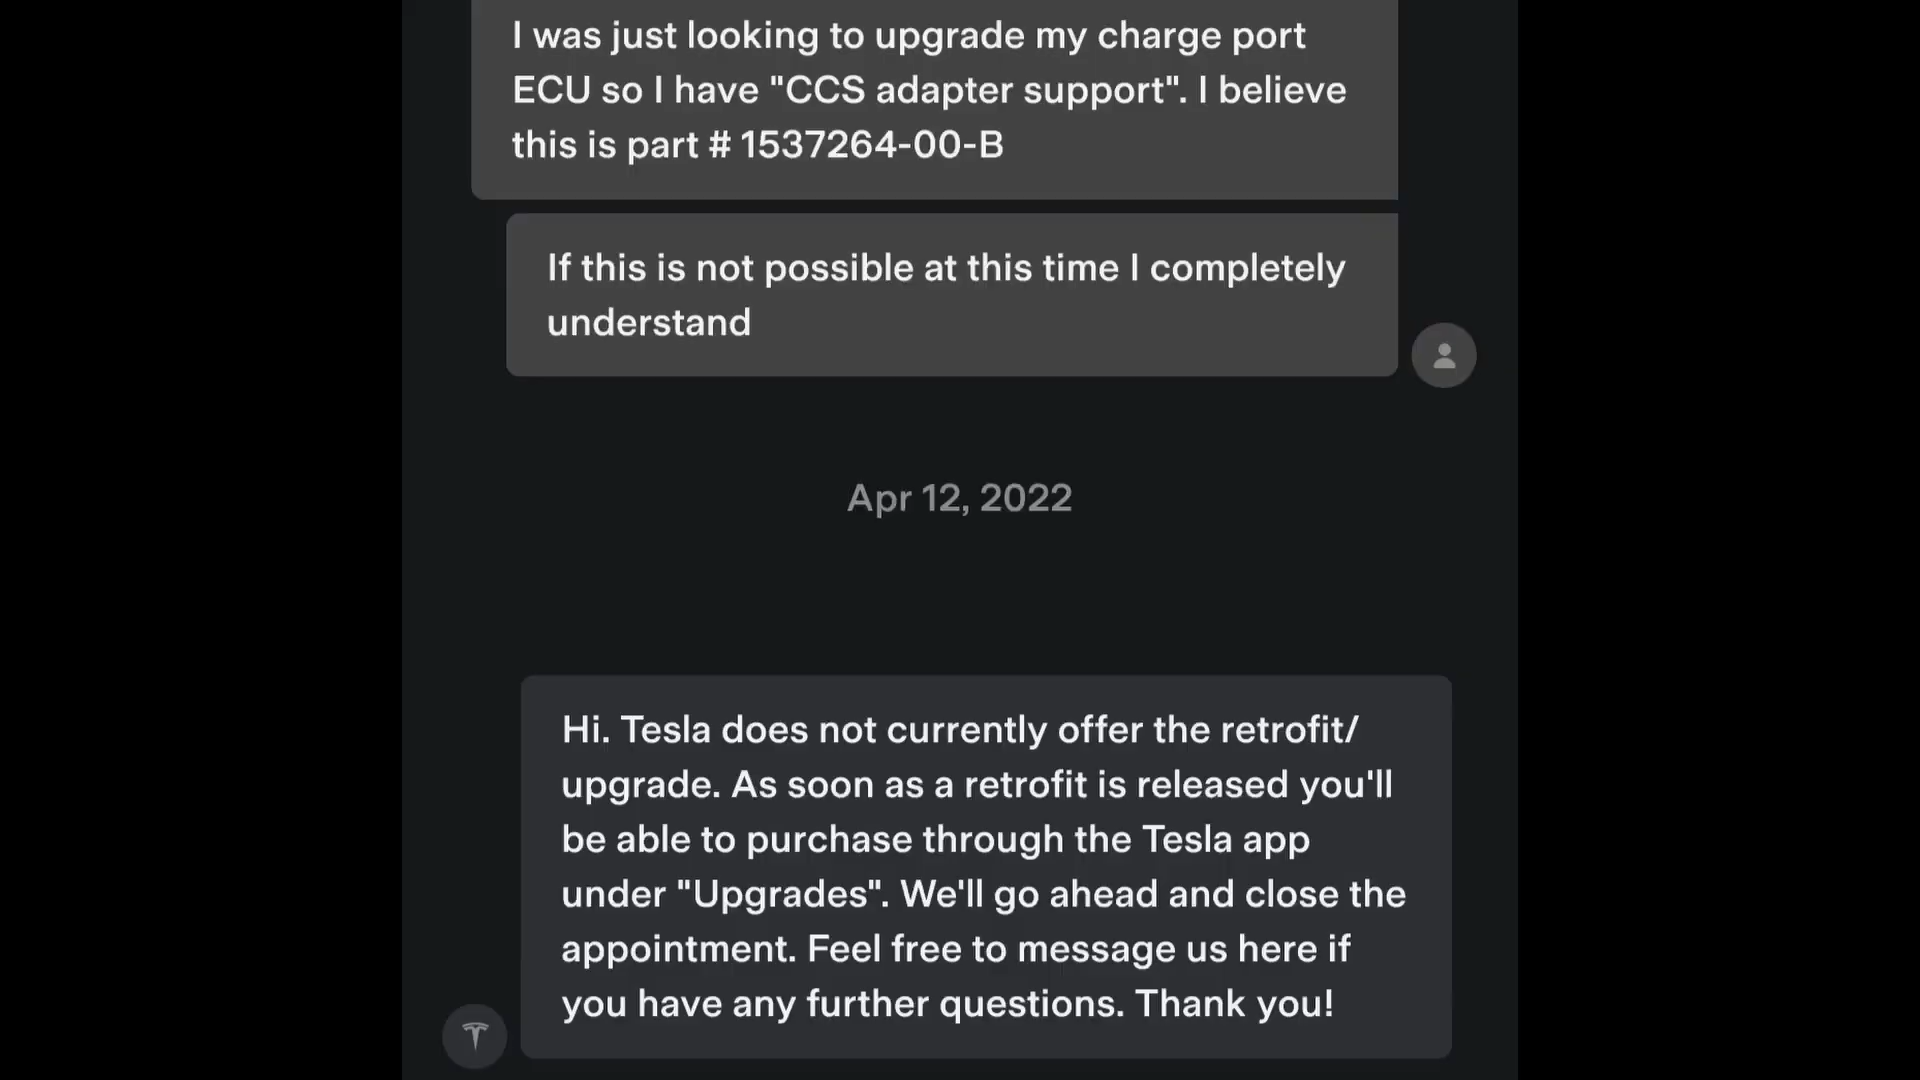 I was just looking to upgrade my charge port
ECU so I have "CCS adapter support". I believe
this is part # 1537264-00-B
If this is not possible at this time I completely
understand
Apr 12, 2022
Hi. Tesla does not currently offer the retrofit/
upgrade. As soon as a retrofit is released you'll
be able to purchase through the Tesla app
under "Upgrades". We'll go ahead and close the
appointment. Feel free to message us here if
you have any further questions. Thank you!